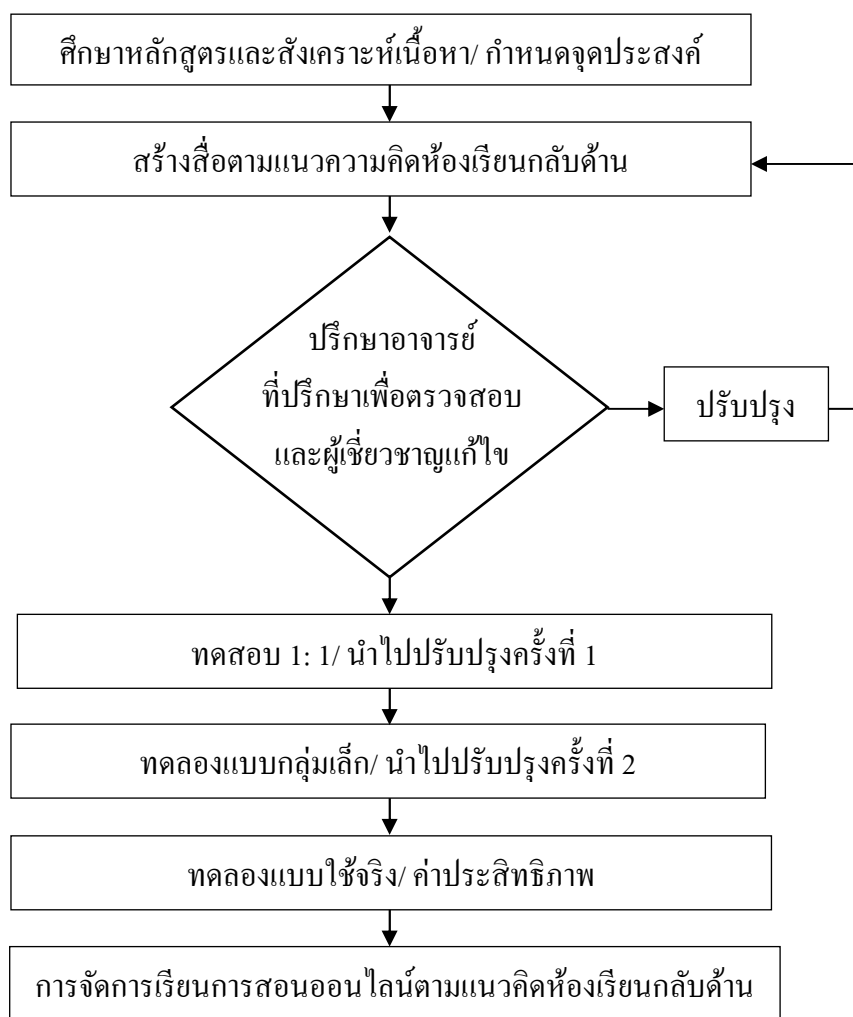 ศึกษาหลักสูตรและสังเคราะห์เนื้อหา/ กำหนดจุดประสงค์
สร้างสื่อตามแนวความคิดห้องเรียนกลับด้าน
ปรึกษาอาจารย์
ที่ปรึกษาเพื่อตรวจสอบ
และผู้เชี่ยวชาญแก้ไข
ปรับปรุง
ทดสอบ 1: 1/ นำไปปรับปรุงครั้งที่ 1
ทดลองแบบกลุ่มเล็ก/ นำไปปรับปรุงครั้งที่ 2
ทดลองแบบใช้จริง/ ค่าประสิทธิภาพ
การจัดการเรียนการสอนออนไลน์ตามแนวคิดห้องเรียนกลับด้าน